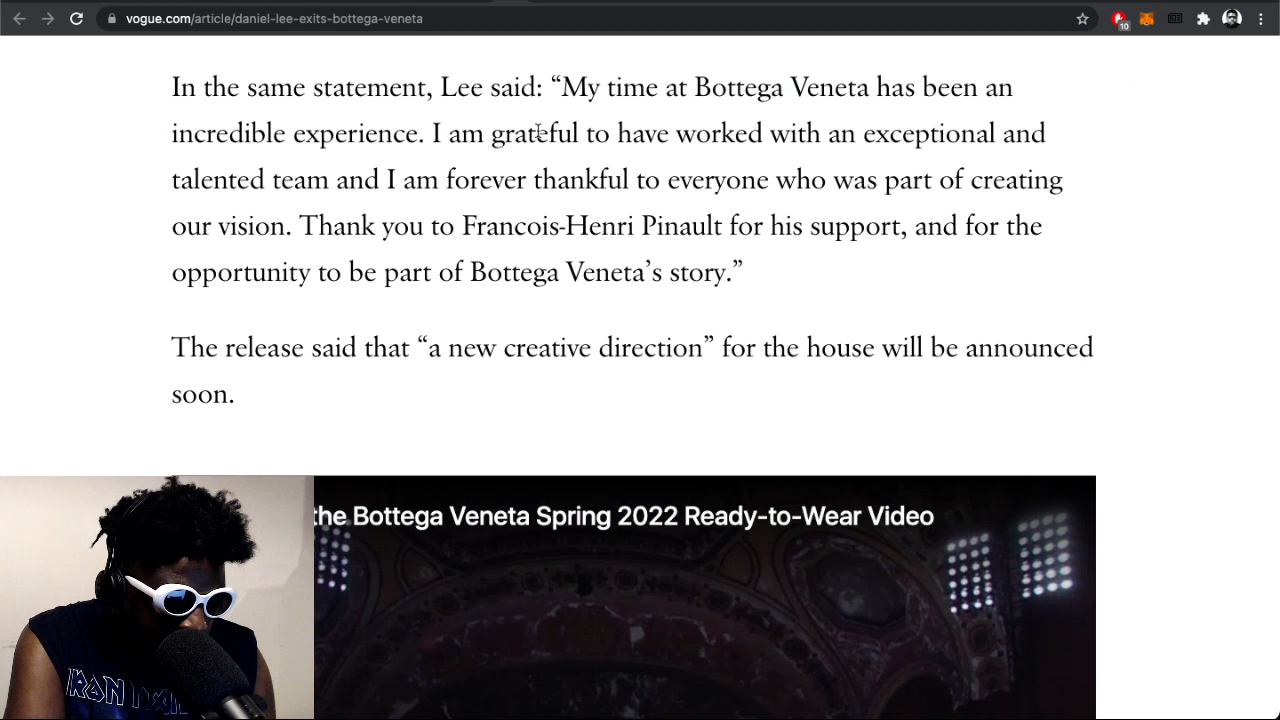 vogue.com/article/daniel-lee-exits-bottega-veneta
10
In the same statement, Lee said: “My time at Bottega Veneta has been an
incredible experience. I am grateful to have worked with an exceptional and
talented team and I am forever thankful to everyone who was part of creating
our vision. Thank you to Francois-Henri Pinault for his support, and for the
opportunity to be part of Bottega Veneta’s story.”
The release said that “a new creative direction” for the house will be announced
soon.
the Bottega Veneta Spring 2022 Ready-to-Wear Video
IRON MAI